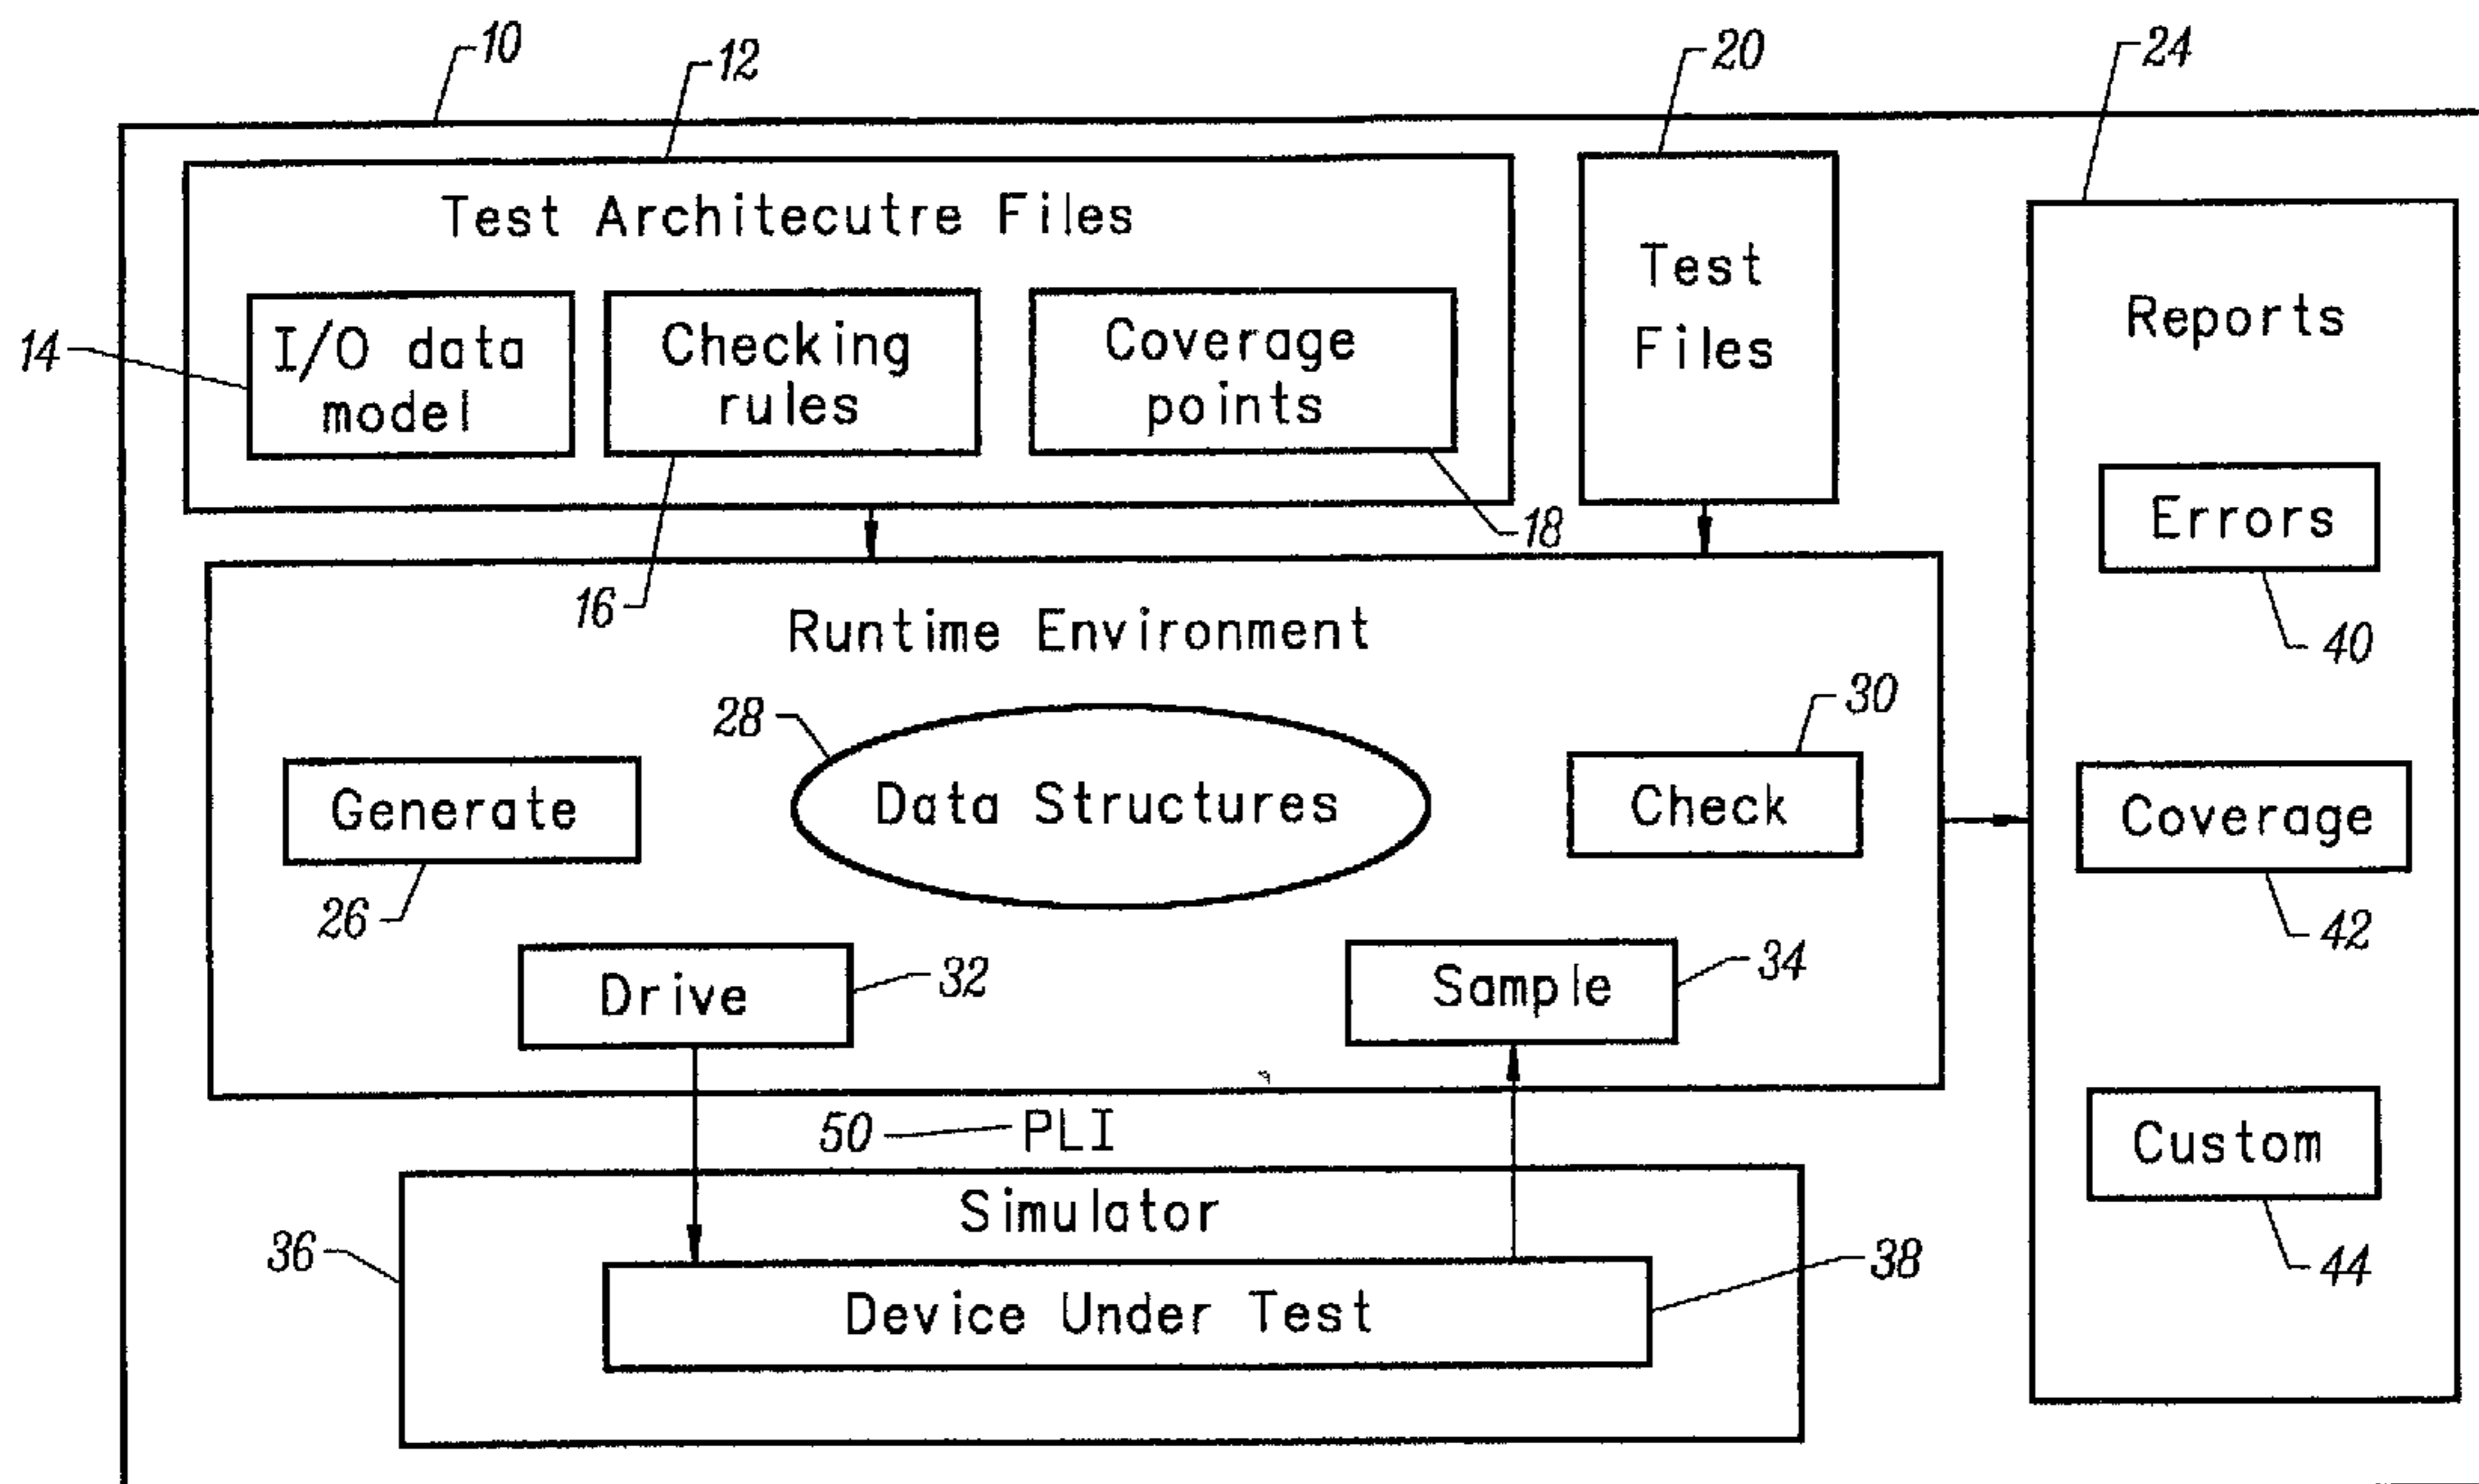 10
12
20
24
Test Architecutre Files
Test
Files
Reports
14
I/O data
model
Checking
rules
Coverage
points
16
18
Errors
40
Runtime Environment
28
30
Generate
Data Structures
Check
Coverage
26
42
Drive
32
Sample
34
50
PLI
Custom
44
Simulator
36
38
Device Under Test